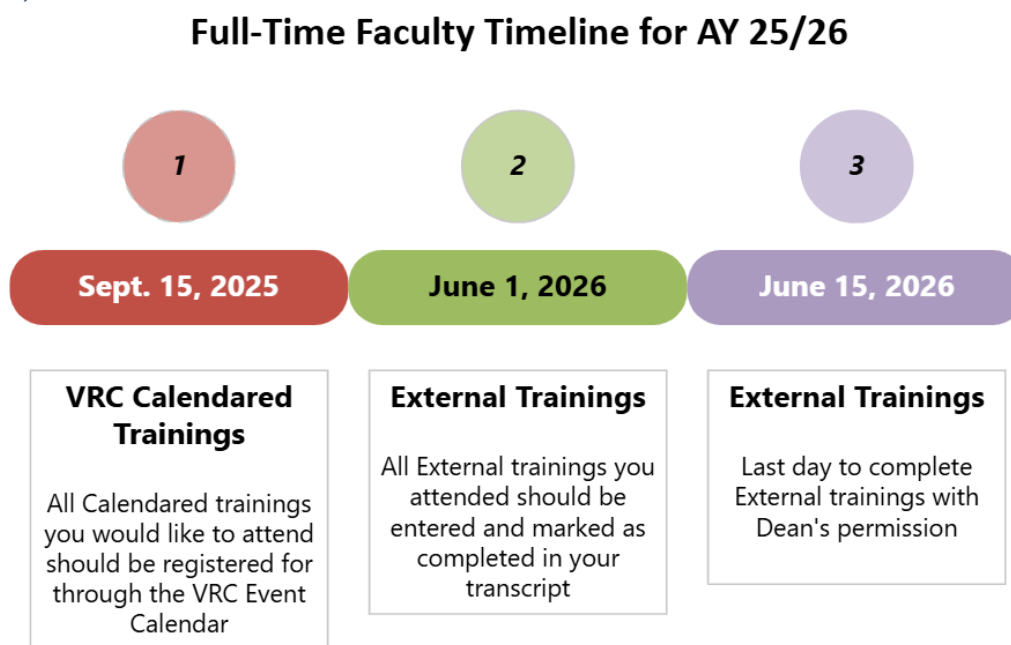 Full-Time Faculty Timeline for AY 25/26
1
2
3
Sept. 15, 2025
June 1, 2026
June 15, 2026
VRC Calendared
Trainings
All Calendared trainings
you would like to attend
should be registered for
through the VRC Event
Calendar
External Trainings
All External trainings you
attended should be
entered and marked as
completed in your
transcript
External Trainings
Last day to complete
External trainings with
Dean's permission